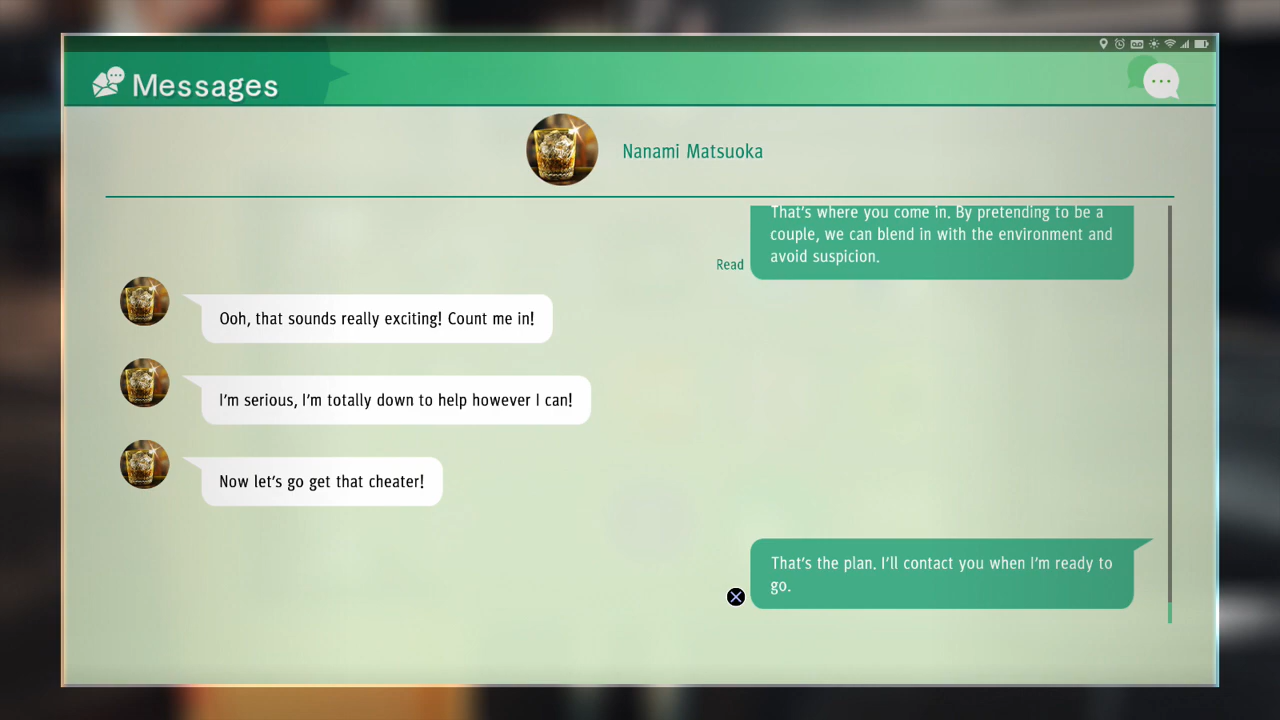 Messages
Nanami Matsuoka
That's where you come in. By pretending to be a
couple, we can blend in with the environment and
avoid suspicion.
Read
Ooh, that sounds really exciting! Count me in!
I'm serious, I'm totally down to help however I can!
Now let's go get that cheater!
That's the plan. I'll contact you when I'm ready to
go.